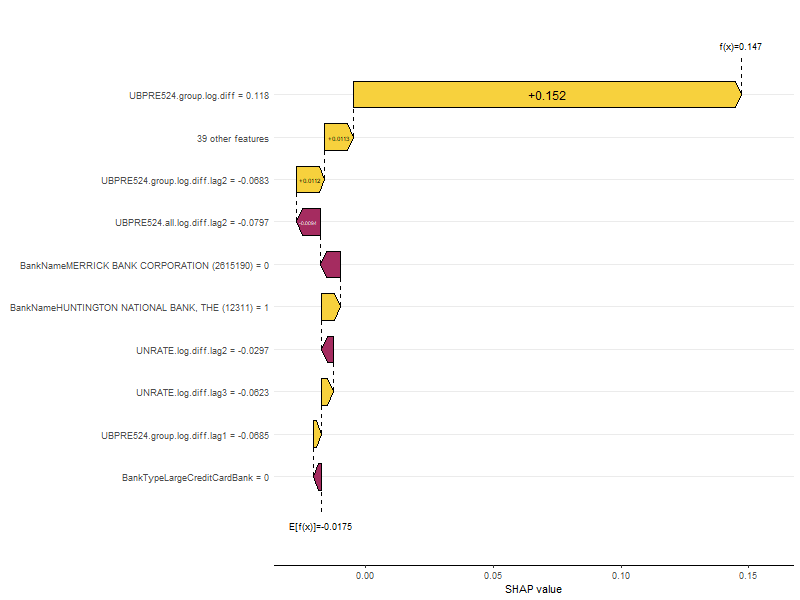 f(x)=0.147
UBPRE524.group.log.diff = 0.118
+0.152
39 other features
+0.0113
UBPRE524.group.log.diff.lag2 = -0.0683
+0.0112
UBPRE524.all.log.diff.lag2 = -0.0797
-0.0094
BankNameMERRICK BANK CORPORATION (2615190) = 0
BankNameHUNTINGTON NATIONAL BANK, THE (12311) = 1
UNRATE.log.diff.lag2 = -0.0297
UNRATE.log.diff.lag3 = -0.0623
UBPRE524.group.log.diff.lag1 = -0.0685
BankTypeLargeCreditCardBank = 0
E[f(x)]=-0.0175
0.00 0.05 0.10 0.15
SHAP value